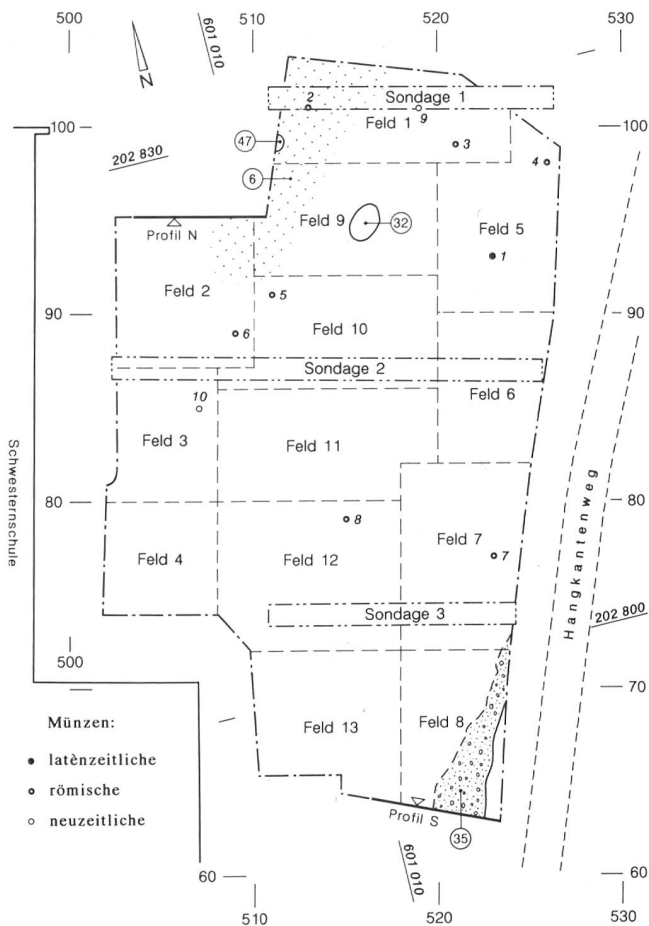 500
510
520
530
601 010
N
Sondage 1
2
9
Feld 1
3
100
100
47
202 830
4
6
Feld 9
32
Feld 5
Profil N
1
Feld 2
5
90
90
6
Feld 10
Sondage 2
Feld 6
10
Feld 3
Feld 11
Schwesternschule
80
80
8
Feld 7
Feld 4
Feld 12
7
Hangkantenweg
Sondage 3
202 800
500
70
Feld 13
Feld 8
Münzen:
latènzeitliche
römische
neuzeitliche
Profil S
35
601 010
60
60
510
520
530